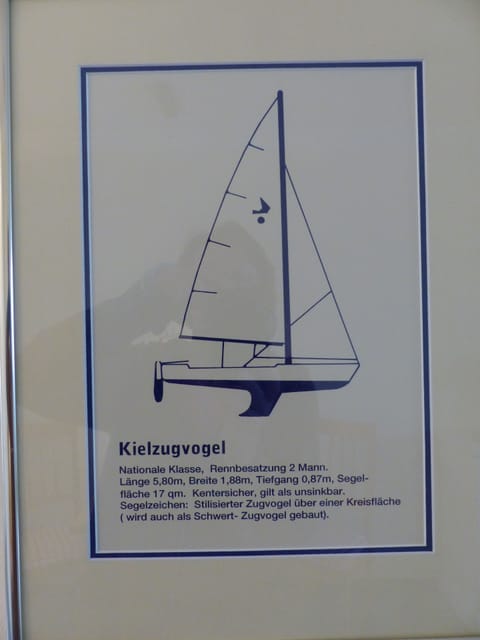 Kielzugvogel
Nationale Klasse, Rennbesatzung 2 Mann.
Länge 5,80m, Breite 1,88m, Tiefgang 0,87m, Segel-
fläche 17 qm. Kentersicher, gilt als unsinkbar.
Segelzeichen: Stilisierter Zugvogel über einer Kreisfläche
( wird auch als Schwert- Zugvogel gebaut).